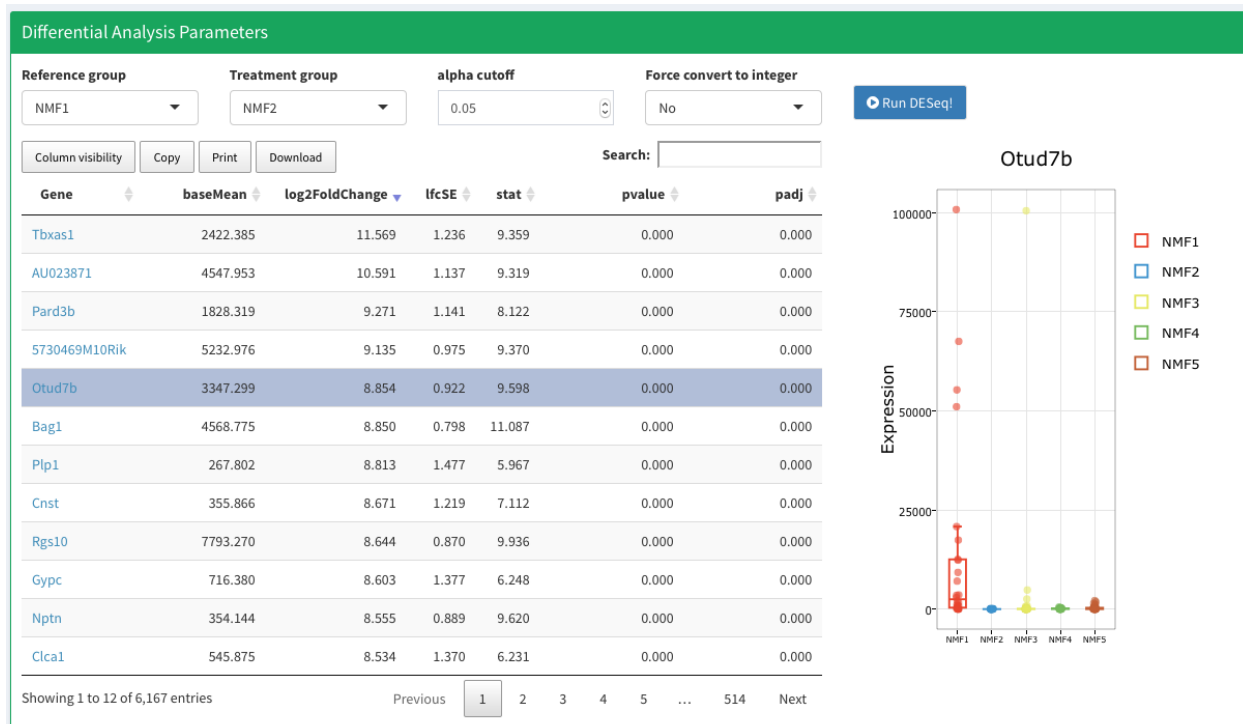 Differential Analysis Parameters
Reference group Treatment group alpha cutoff Force convert to integer
NMF1 NMF2 0.05 No Run DESeq!
Column visibility Copy Print Download Search:
Gene baseMean log2FoldChange lfcSE stat pvalue padj
Tbxas1 2422.385 11.569 1.236 9.359 0.000 0.000
AU023871 4547.953 10.591 1.137 9.319 0.000 0.000
Pard3b 1828.319 9.271 1.141 8.122 0.000 0.000
5730469M10Rik 5232.976 9.135 0.975 9.370 0.000 0.000
Otud7b 3347.299 8.854 0.922 9.598 0.000 0.000
Bag1 4568.775 8.850 0.798 11.087 0.000 0.000
Plp1 267.802 8.813 1.477 5.967 0.000 0.000
Cnst 355.866 8.671 1.219 7.112 0.000 0.000
Rgs10 7793.270 8.644 0.870 9.936 0.000 0.000
Gypc 716.380 8.603 1.377 6.248 0.000 0.000
Nptn 354.144 8.555 0.889 9.620 0.000 0.000
Clca1 545.875 8.534 1.370 6.231 0.000 0.000
Showing 1 to 12 of 6,167 entries Previous 1 2 3 4 5 ... 514 Next
Otud7b
Expression
100000
75000
50000
25000
0
NMF1 NMF2 NMF3 NMF4 NMF5
NMF1
NMF2
NMF3
NMF4
NMF5